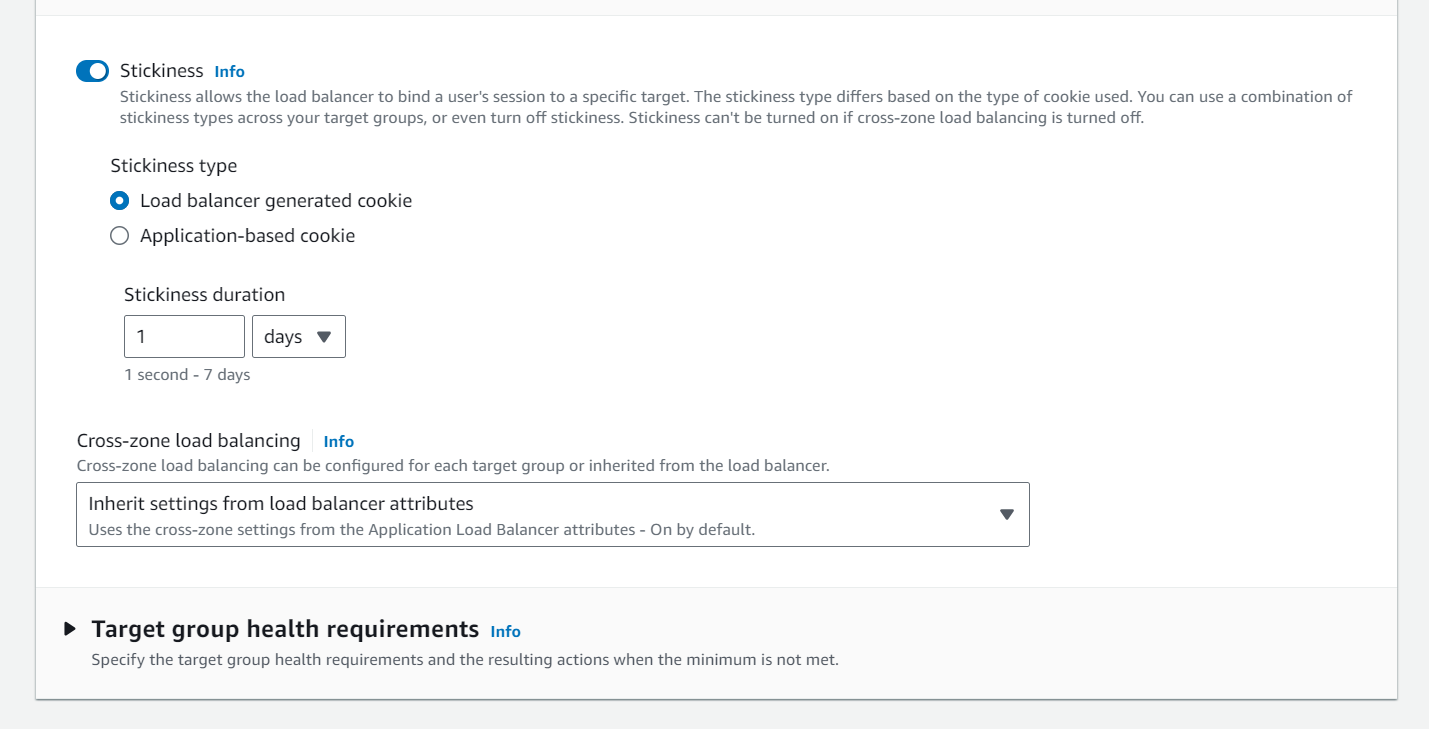 Stickiness Info
Stickiness allows the load balancer to bind a user's session to a specific target. The stickiness type differs based on the type of cookie used. You can use a combination of
stickiness types across your target groups, or even turn off stickiness. Stickiness can't be turned on if cross-zone load balancing is turned off.
Stickiness type
Load balancer generated cookie
Application-based cookie
Stickiness duration
1 days
1 second - 7 days
Cross-zone load balancing Info
Cross-zone load balancing can be configured for each target group or inherited from the load balancer.
Inherit settings from load balancer attributes
Uses the cross-zone settings from the Application Load Balancer attributes - On by default.
Target group health requirements Info
Specify the target group health requirements and the resulting actions when the minimum is not met.